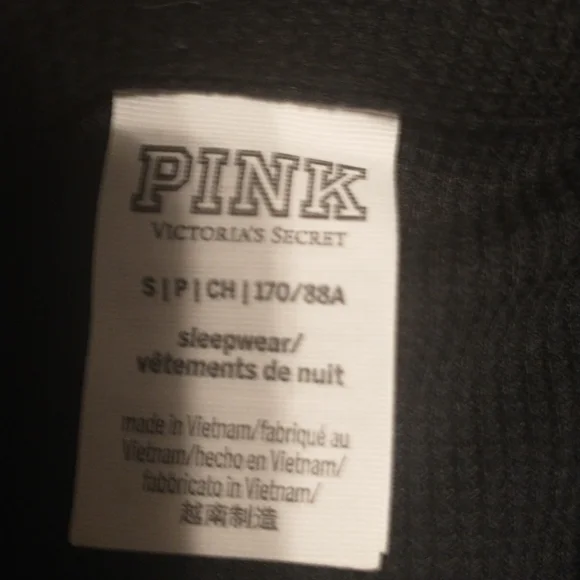 PINK
VICTORIA'S SECRET
S | P | CH | 170/88A
sleepwear/
vêtements de nuit
made in Vietnam/fabriqué au
Vietnam/hecho en Vietnam/
fabbricato in Vietnam/
越南制造